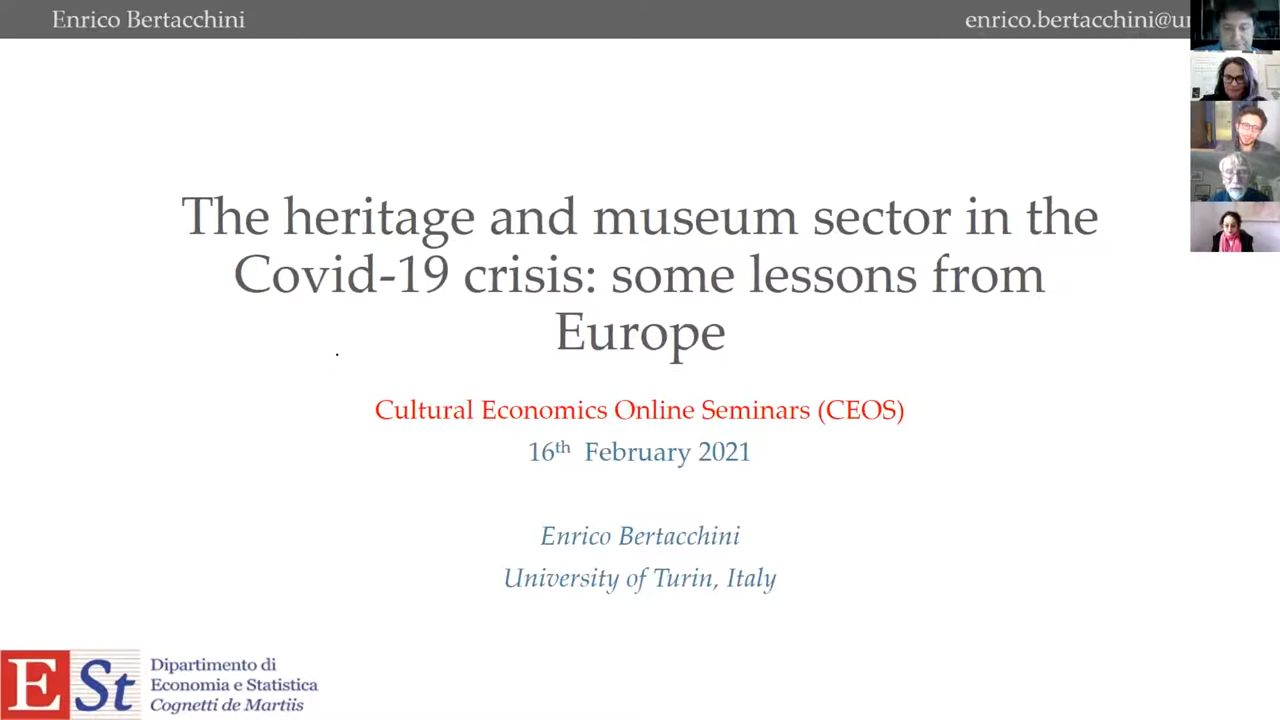 Enrico Bertacchini
enrico.bertacchini@u
The heritage and museum sector in the
Covid-19 crisis: some lessons from
Europe
Cultural Economics Online Seminars (CEOS)
16th February 2021
Enrico Bertacchini
University of Turin, Italy
ESt
Dipartimento di
Economia e Statistica
Cognetti de Martiis